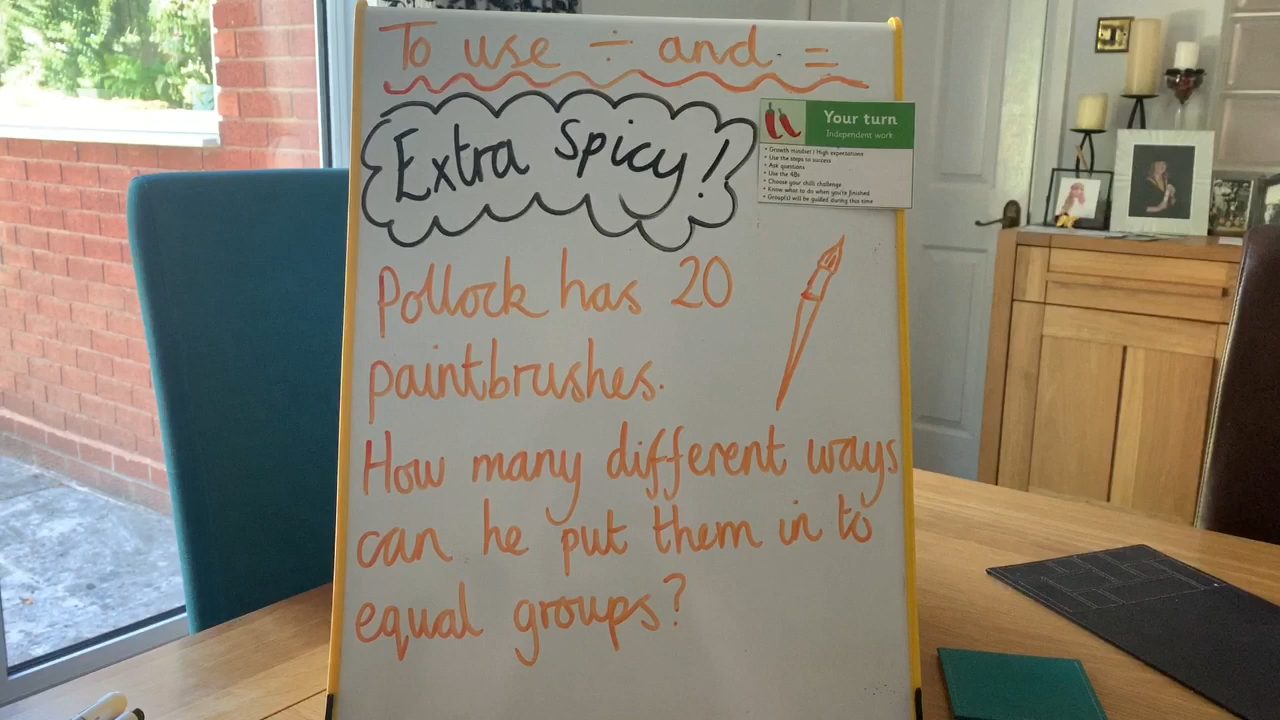 To use ÷ and =
Extra Spicy!
Your turn
Independent work
• Growth mindset / High expectations
• Use the steps to success
• Ask questions
• Use the 4Bs
• Choose your chilli challenge
• Know what to do when you're finished
• Group(s) will be guided during this time
Pollock has 20
paintbrushes.
How many different ways
can he put them in to
equal groups?